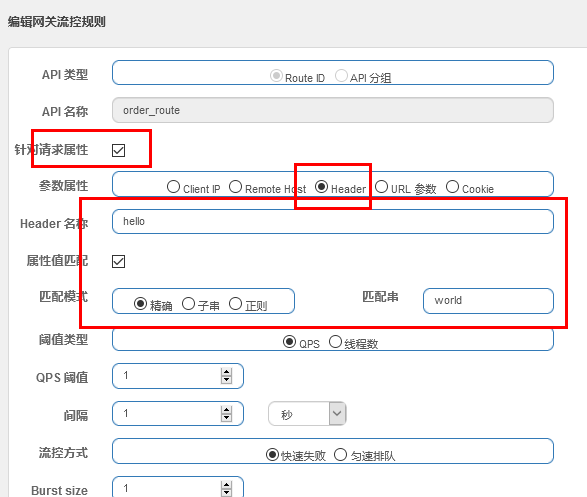 编辑网关流控规则
API 类型 Route ID API 分组
API 名称 order_route
针对请求属性
参数属性 Client IP Remote Host Header URL 参数 Cookie
Header 名称 hello
属性值匹配
匹配模式 精确 子串 正则 匹配串 world
阈值类型 QPS 线程数
QPS 阈值 1
间隔 1 秒
流控方式 快速失败 匀速排队
Burst size 1